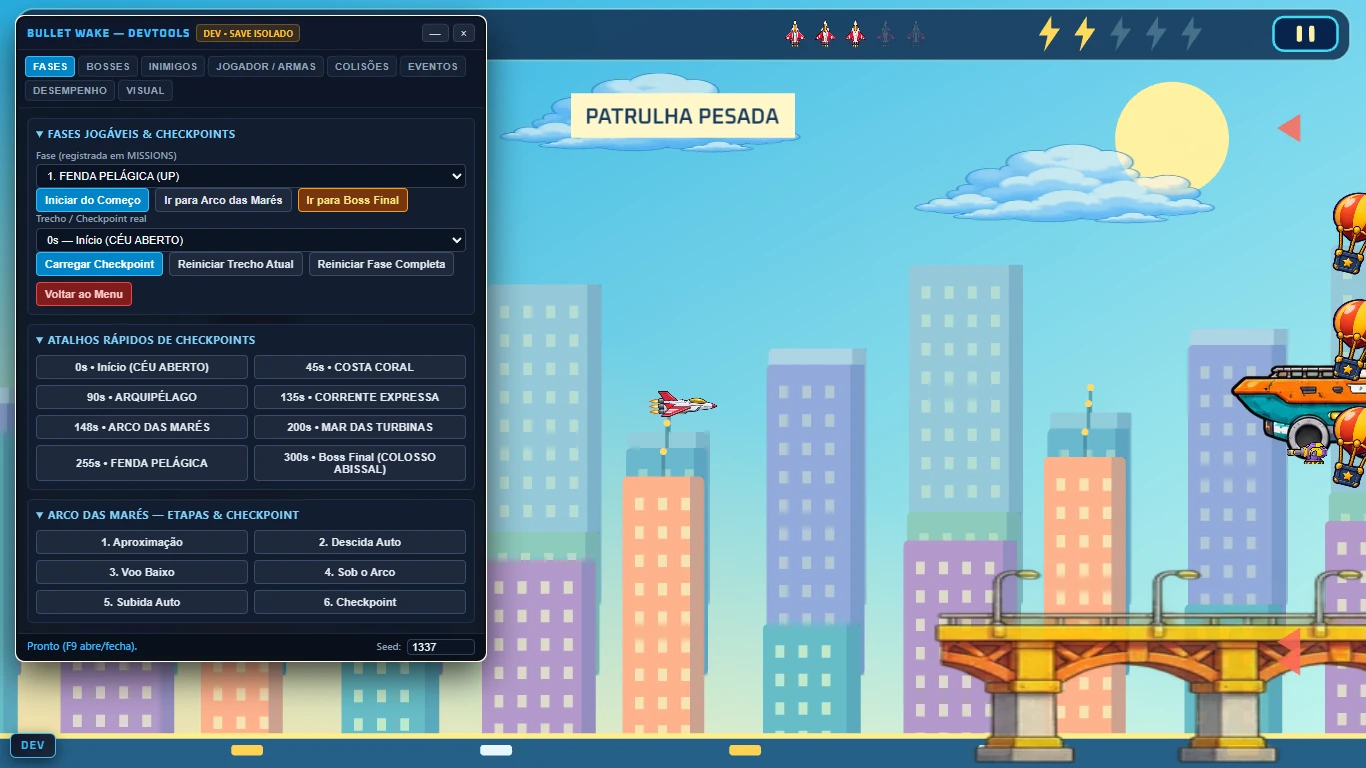 BULLET WAKE — DEVTOOLS
DEV • SAVE ISOLADO
— ×
FASES BOSSES INIMIGOS JOGADOR / ARMAS COLISÕES EVENTOS
DESEMPENHO VISUAL
▼ FASES JOGÁVEIS & CHECKPOINTS
Fase (registrada em MISSIONS)
1. FENDA PELÁGICA (UP)
Iniciar do Começo Ir para Arco das Marés Ir para Boss Final
Trecho / Checkpoint real
0s — Início (CÉU ABERTO)
Carregar Checkpoint Reiniciar Trecho Atual Reiniciar Fase Completa
Voltar ao Menu
▼ ATALHOS RÁPIDOS DE CHECKPOINTS
0s • Início (CÉU ABERTO) 45s • COSTA CORAL
90s • ARQUIPÉLAGO 135s • CORRENTE EXPRESSA
148s • ARCO DAS MARÉS 200s • MAR DAS TURBINAS
255s • FENDA PELÁGICA 300s • Boss Final (COLOSSO
ABISSAL)
▼ ARCO DAS MARÉS — ETAPAS & CHECKPOINT
1. Aproximação 2. Descida Auto
3. Voo Baixo 4. Sob o Arco
5. Subida Auto 6. Checkpoint
Pronto (F9 abre/fecha). Seed: 1337
DEV
PATRULHA PESADA